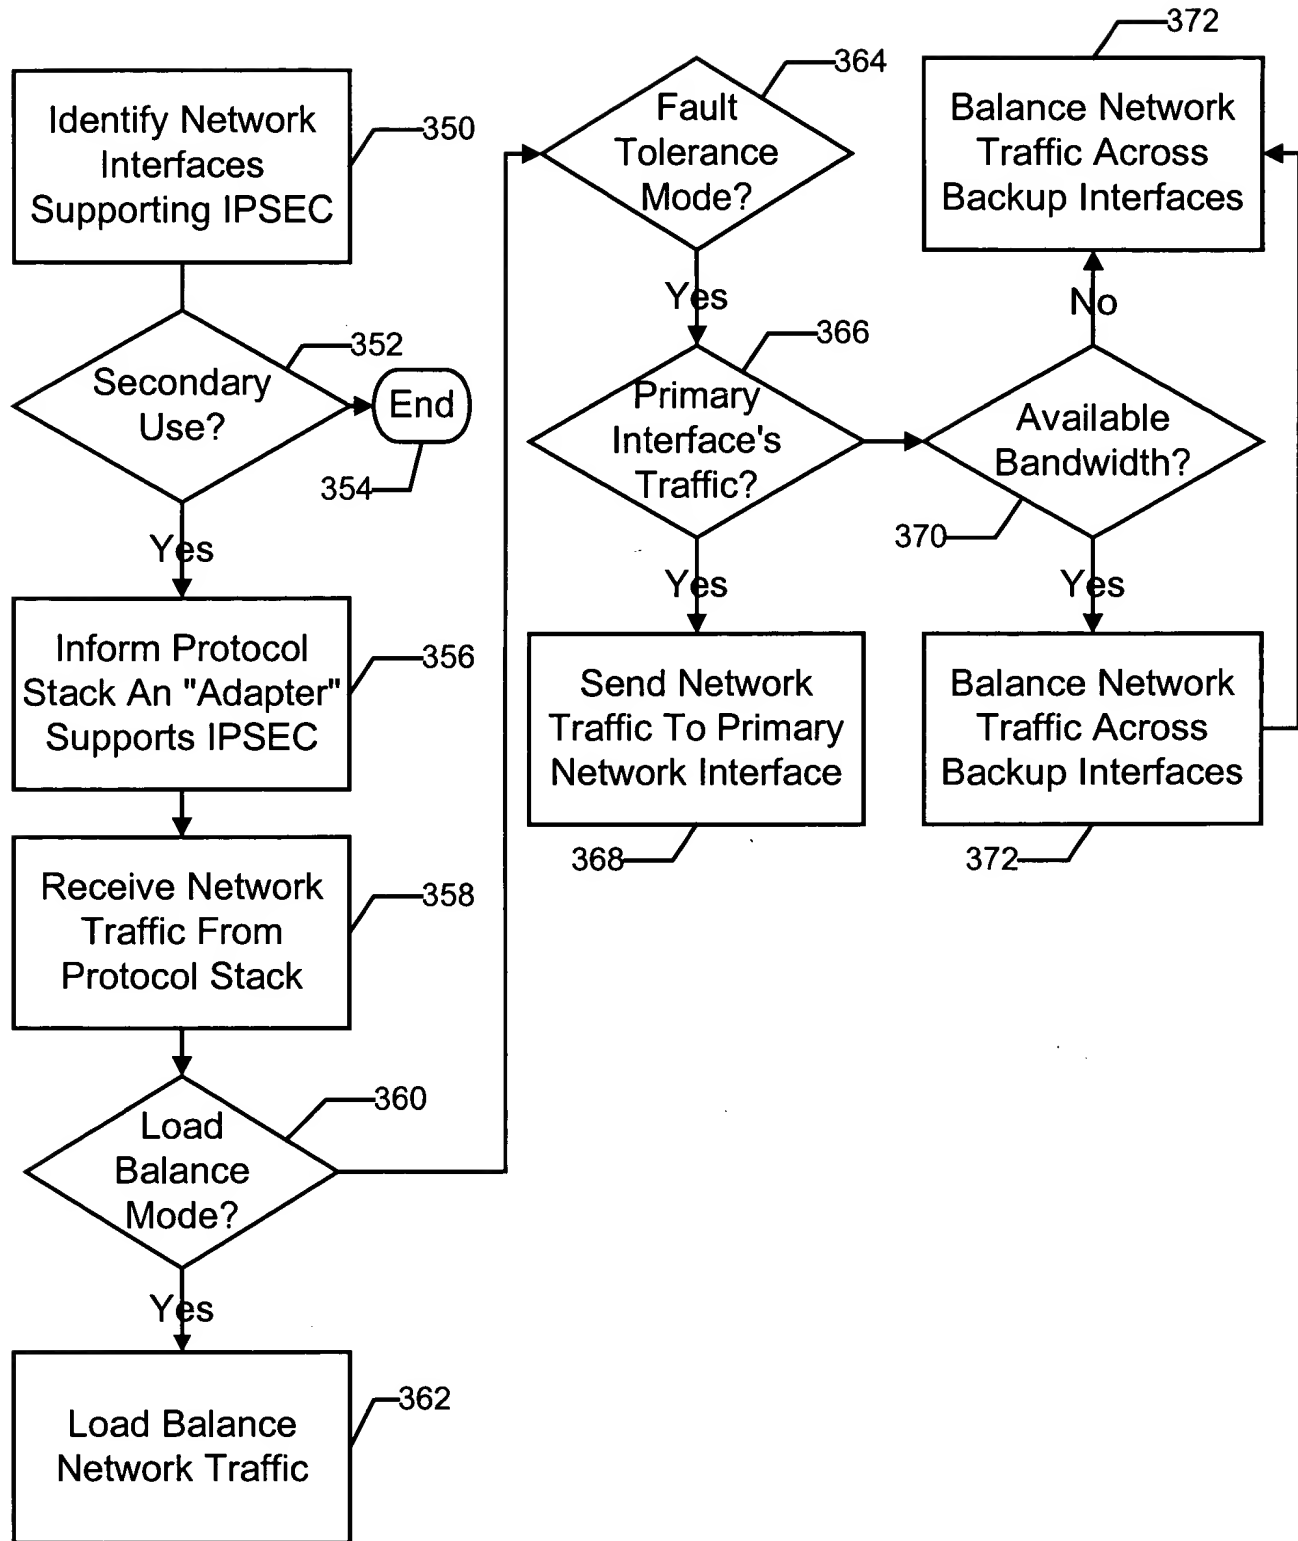 Identify Network
Interfaces
Supporting IPSEC
350
Secondary
Use?
352
End
354
Yes
Inform Protocol
Stack An "Adapter"
Supports IPSEC
356
Receive Network
Traffic From
Protocol Stack
358
Load
Balance
Mode?
360
Yes
Load Balance
Network Traffic
362
Fault
Tolerance
Mode?
364
Yes
Primary
Interface's
Traffic?
366
Yes
Send Network
Traffic To Primary
Network Interface
368
372
Balance Network
Traffic Across
Backup Interfaces
No
Available
Bandwidth?
370
Yes
Balance Network
Traffic Across
Backup Interfaces
372